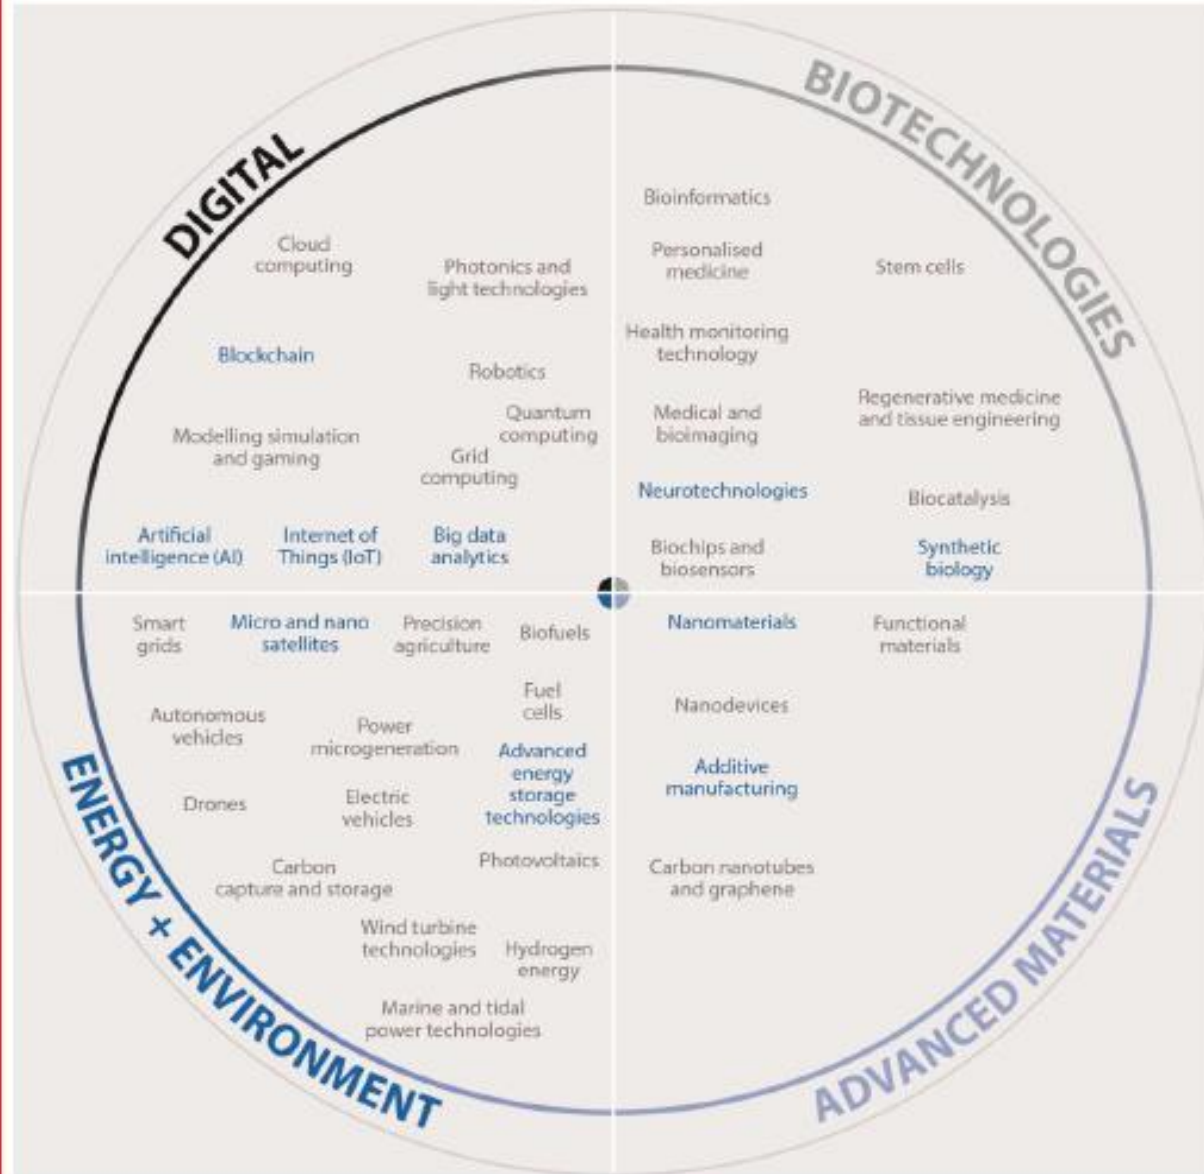 DIGITAL
Cloud
computing
Photonics and
light technologies
Blockchain
Robotics
Quantum
computing
Modelling simulation
and gaming
Grid
computing
Artificial
intelligence (AI)
Internet of
Things (IoT)
Big data
analytics
BIOTECHNOLOGIES
Bioinformatics
Personalised
medicine
Stem cells
Health monitoring
technology
Regenerative medicine
and tissue engineering
Medical and
bioimaging
Neurotechnologies
Biocatalysis
Biochips and
biosensors
Synthetic
biology
ENERGY + ENVIRONMENT
Smart
grids
Micro and nano
satellites
Precision
agriculture
Biofuels
Fuel
cells
Autonomous
vehicles
Power
microgeneration
Advanced
energy
storage
technologies
Drones
Electric
vehicles
Photovoltaics
Carbon
capture and storage
Wind turbine
technologies
Hydrogen
energy
Marine and tidal
power technologies
ADVANCED MATERIALS
Nanomaterials
Functional
materials
Nanodevices
Additive
manufacturing
Carbon nanotubes
and graphene